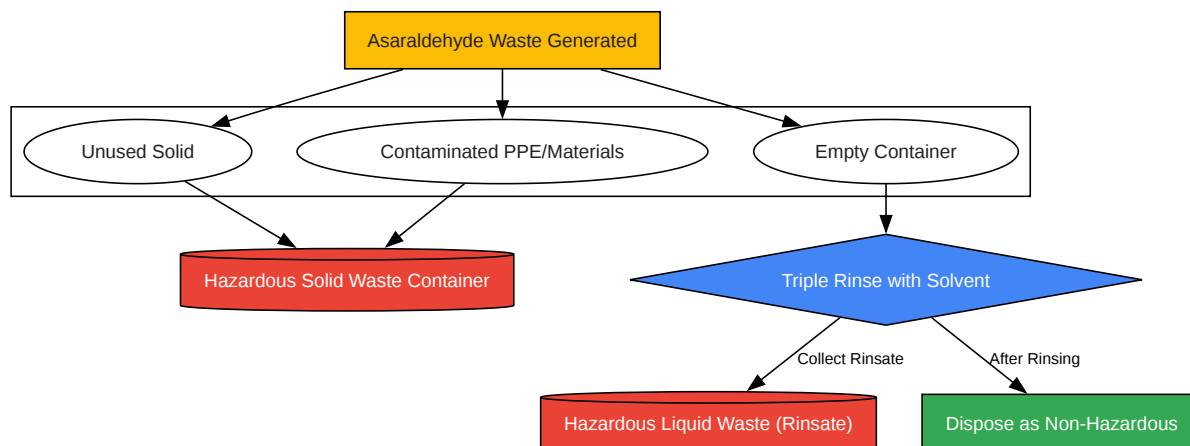 Asaraldehyde Waste Generated
Unused Solid
Contaminated PPE/Materials
Empty Container
Hazardous Solid Waste Container
Triple Rinse with Solvent
Collect Rinsate
After Rinsing
Hazardous Liquid Waste (Rinsate)
Dispose as Non-Hazardous